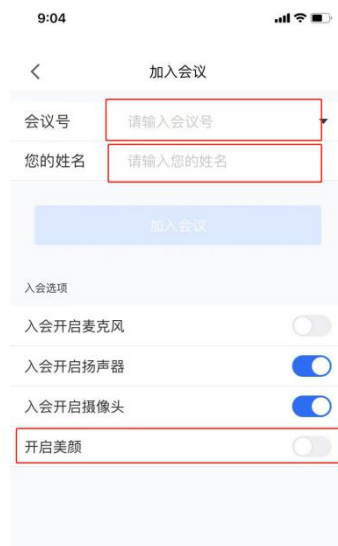 9:04
加入会议
会议号 请输入会议号
您的姓名 请输入您的姓名
加入会议
入会选项
入会开启麦克风
入会开启扬声器
入会开启摄像头
开启美颜